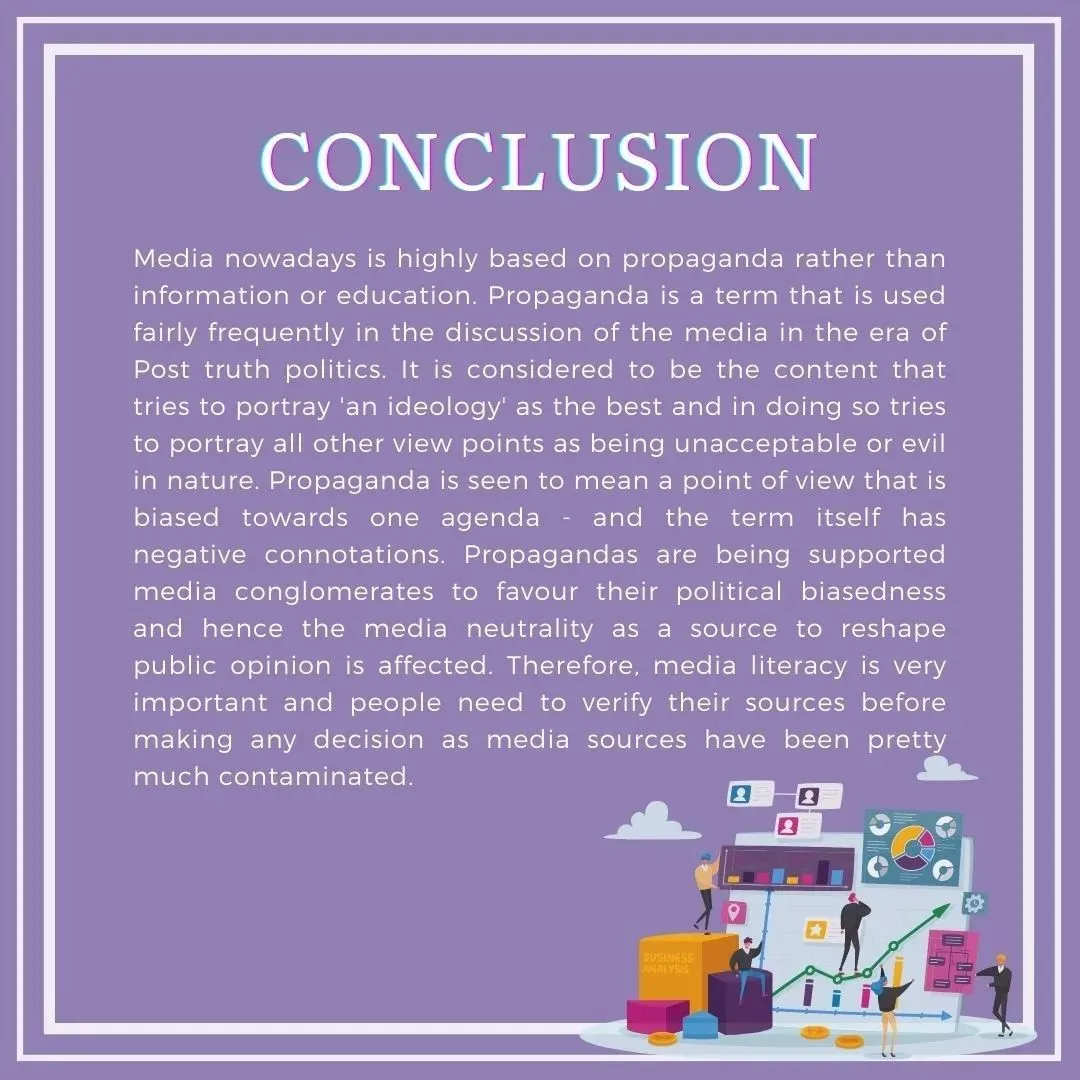 CONCLUSION
Media nowadays is highly based on propaganda rather than
information or education. Propaganda is a term that is used
fairly frequently in the discussion of the media in the era of
Post truth politics. It is considered to be the content that
tries to portray 'an ideology' as the best and in doing so tries
to portray all other view points as being unacceptable or evil
in nature. Propaganda is seen to mean a point of view that is
biased towards one agenda - and the term itself has
negative connotations. Propagandas are being supported
media conglomerates to favour their political biasedness
and hence the media neutrality as a source to reshape
public opinion is affected. Therefore, media literacy is very
important and people need to verify their sources before
making any decision as media sources have been pretty
much contaminated.
BUSINESS
ANALYSIS